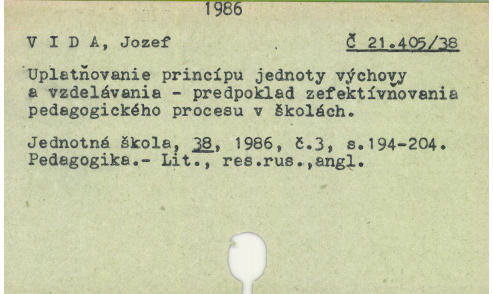 1986
V I D A, Jozef Č 21.405/38
Uplatňovanie princípu jednoty výchovy
a vzdelávania - predpoklad zefektívňovania
pedagogického procesu v školách.
Jednotná škola, 38, 1986, č.3, s.194-204.
Pedagogika.- Lit., res.rus.,angl.